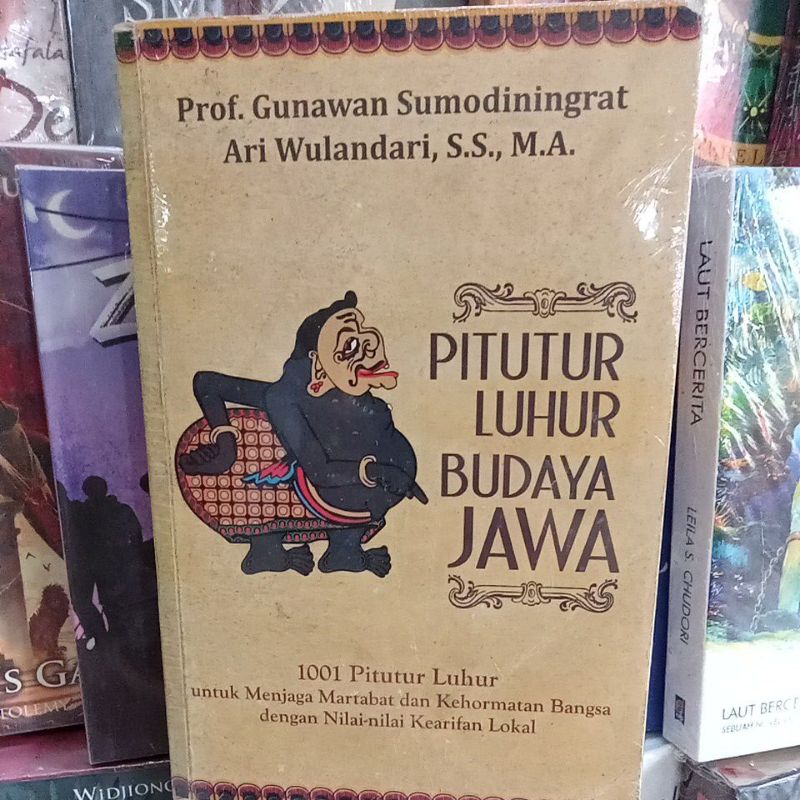 Prof. Gunawan Sumodiningrat
Ari Wulandari, S.S., M.A.
PITUTUR
LUHUR
BUDAYA
JAWA
1001 Pitutur Luhur
untuk Menjaga Martabat dan Kehormatan Bangsa
dengan Nilai-nilai Kearifan Lokal
LAUT BERCERITA
LEILA S. CHUDORI
LAUT BERCE